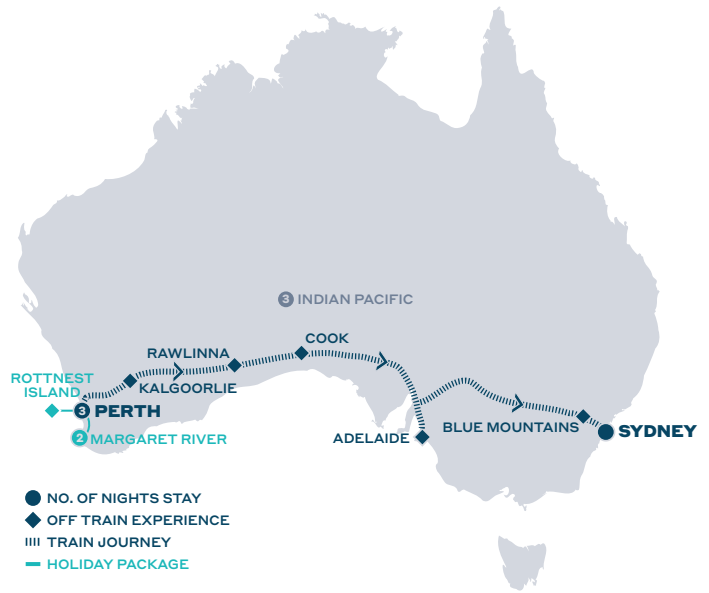 3 INDIAN PACIFIC
COOK
RAWLINNA
KALGOORLIE
ROTTNEST
ISLAND
3 PERTH
2 MARGARET RIVER
ADELAIDE
BLUE MOUNTAINS
SYDNEY
NO. OF NIGHTS STAY
OFF TRAIN EXPERIENCE
TRAIN JOURNEY
HOLIDAY PACKAGE